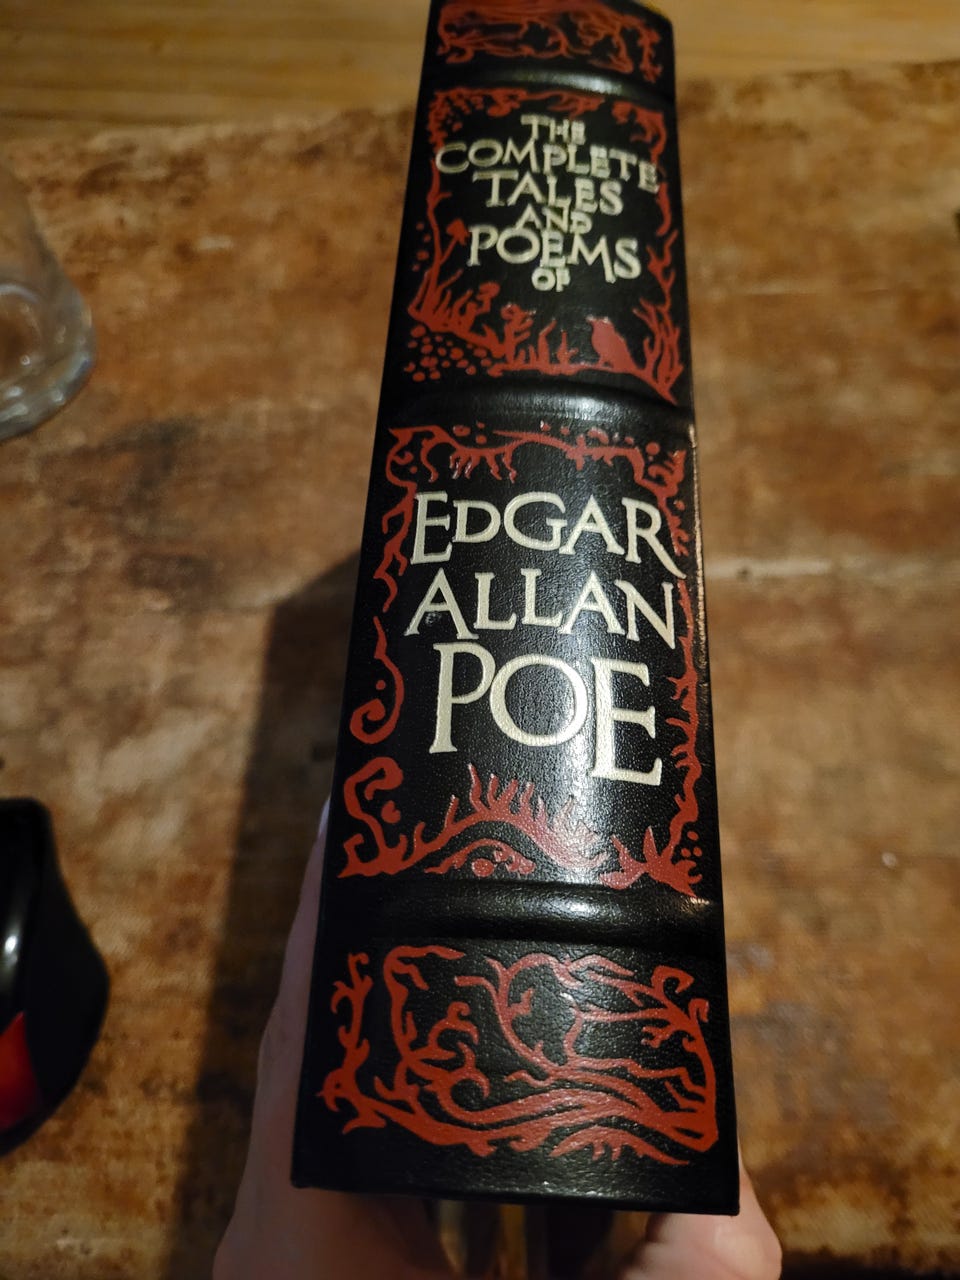 THE
COMPLETE
TALES
AND
POEMS
OF
EDGAR
ALLAN
POE